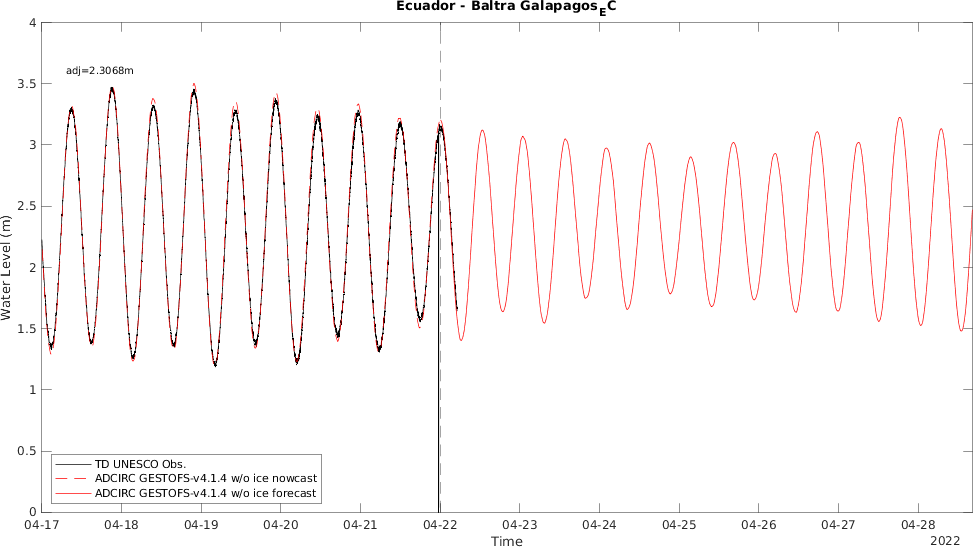 Ecuador - Baltra Galapagos_EC
adj=2.3068m
Water Level (m)
4
3.5
3
2.5
2
1.5
1
0.5
0
TD UNESCO Obs.
ADCIRC GESTOFS-v4.1.4 w/o ice nowcast
ADCIRC GESTOFS-v4.1.4 w/o ice forecast
04-17 04-18 04-19 04-20 04-21 04-22 04-23 04-24 04-25 04-26 04-27 04-28
Time
2022